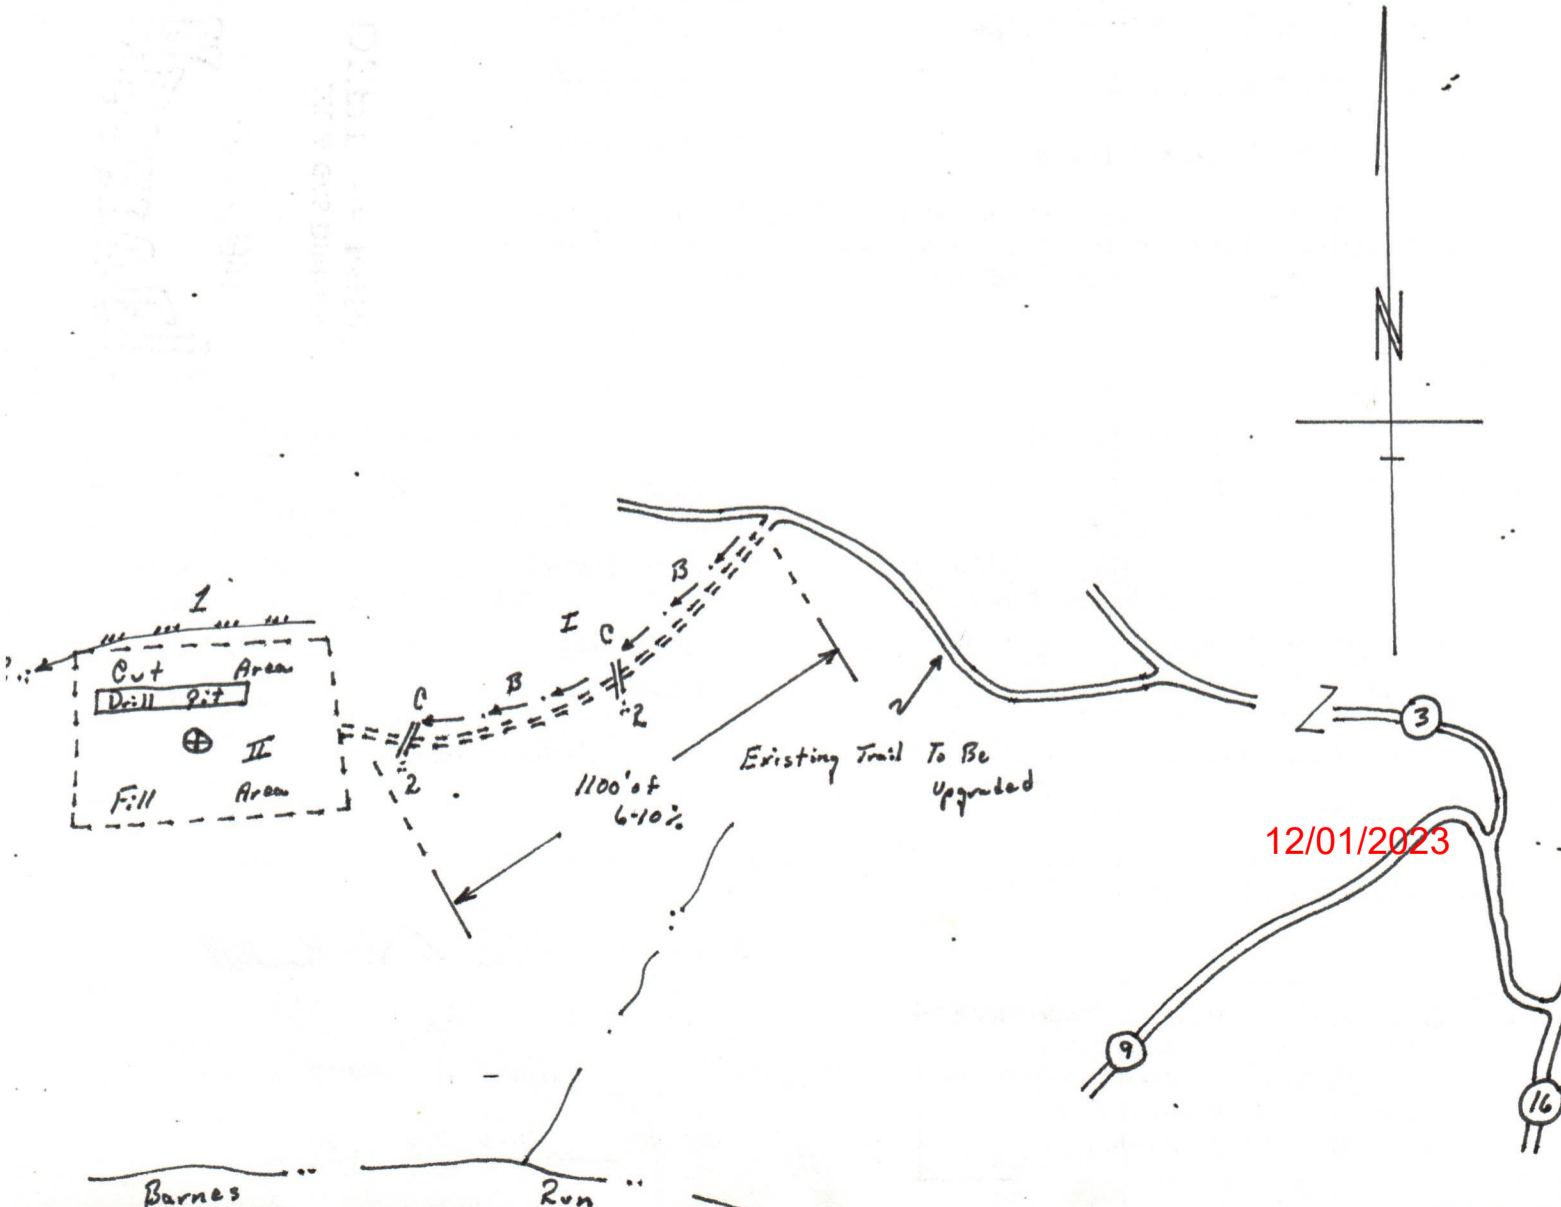 N
1
B
I
C
Cut Area
Drill Pit
C
B
2
3
II
2
Existing Trail To Be
Upgraded
1100' of
6-10%
Fill Area
12/01/2023
9
16
Barnes Run